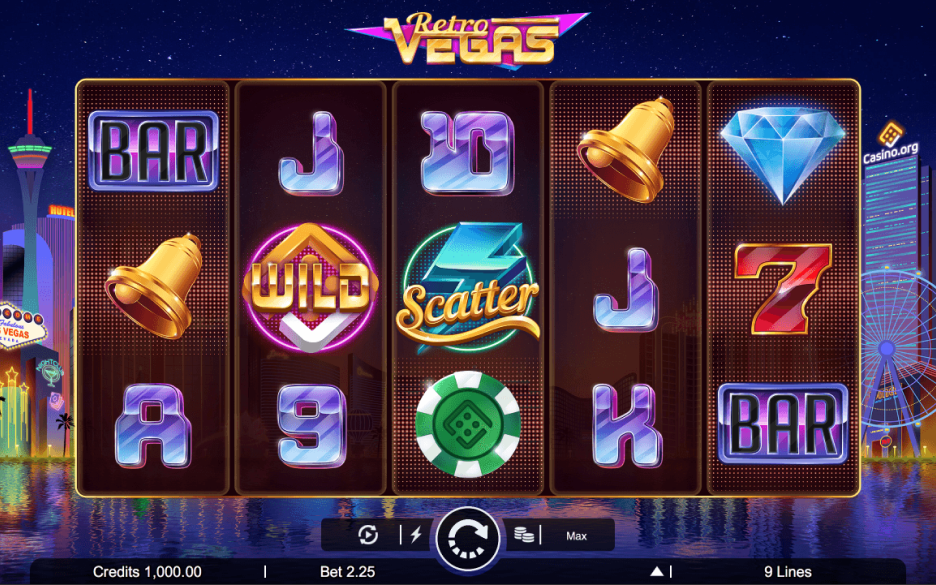 Retro
VEGAS
BAR
J
10
Casino.org
HOTEL
WILD
Scatter
J
7
VEGAS
A
9
K
BAR
Max
Credits 1,000.00
Bet 2.25
9 Lines